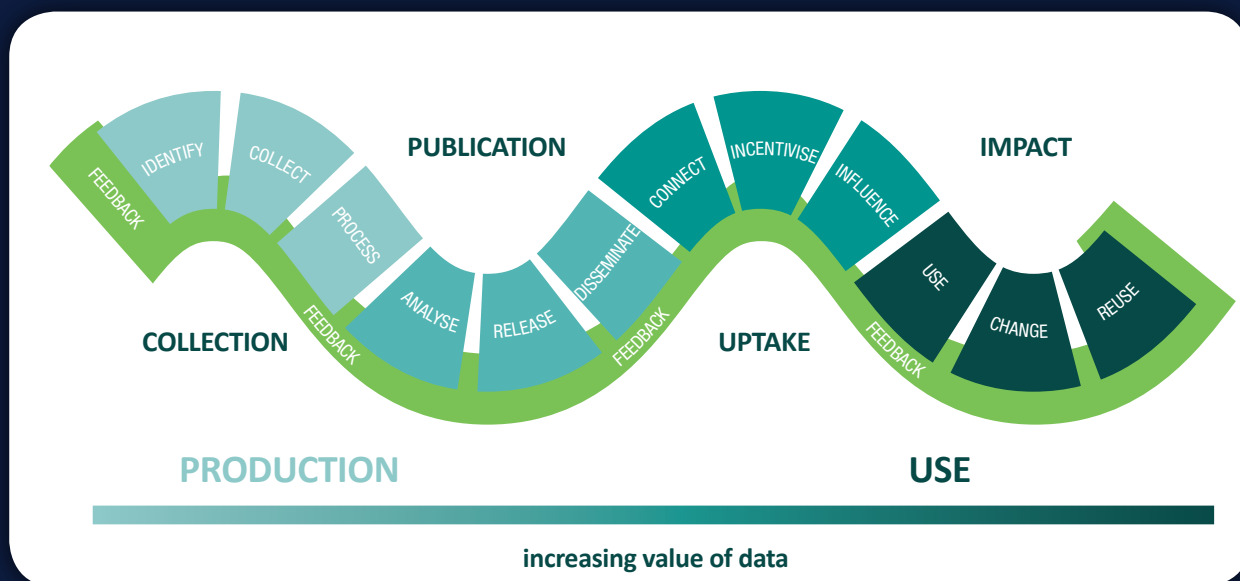 FEEDBACK
IDENTIFY
COLLECT
PROCESS
COLLECTION
FEEDBACK
PUBLICATION
ANALYSE
RELEASE
DISSEMINATE
FEEDBACK
CONNECT
INCENTIVISE
INFLUENCE
UPTAKE
FEEDBACK
IMPACT
USE
CHANGE
REUSE
PRODUCTION
USE
increasing value of data